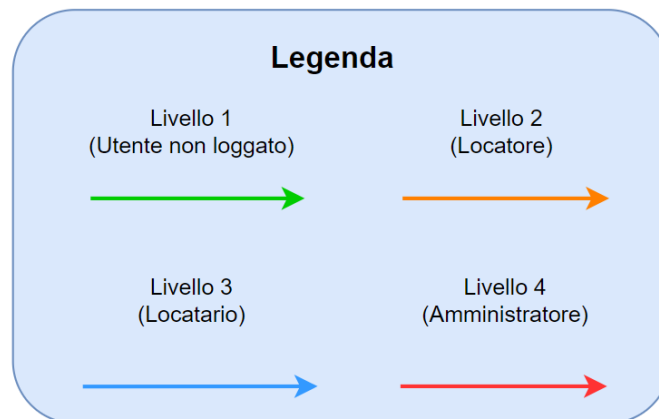 Legenda
Livello 1
(Utente non loggato)
Livello 2
(Locatore)
Livello 3
(Locatario)
Livello 4
(Amministratore)